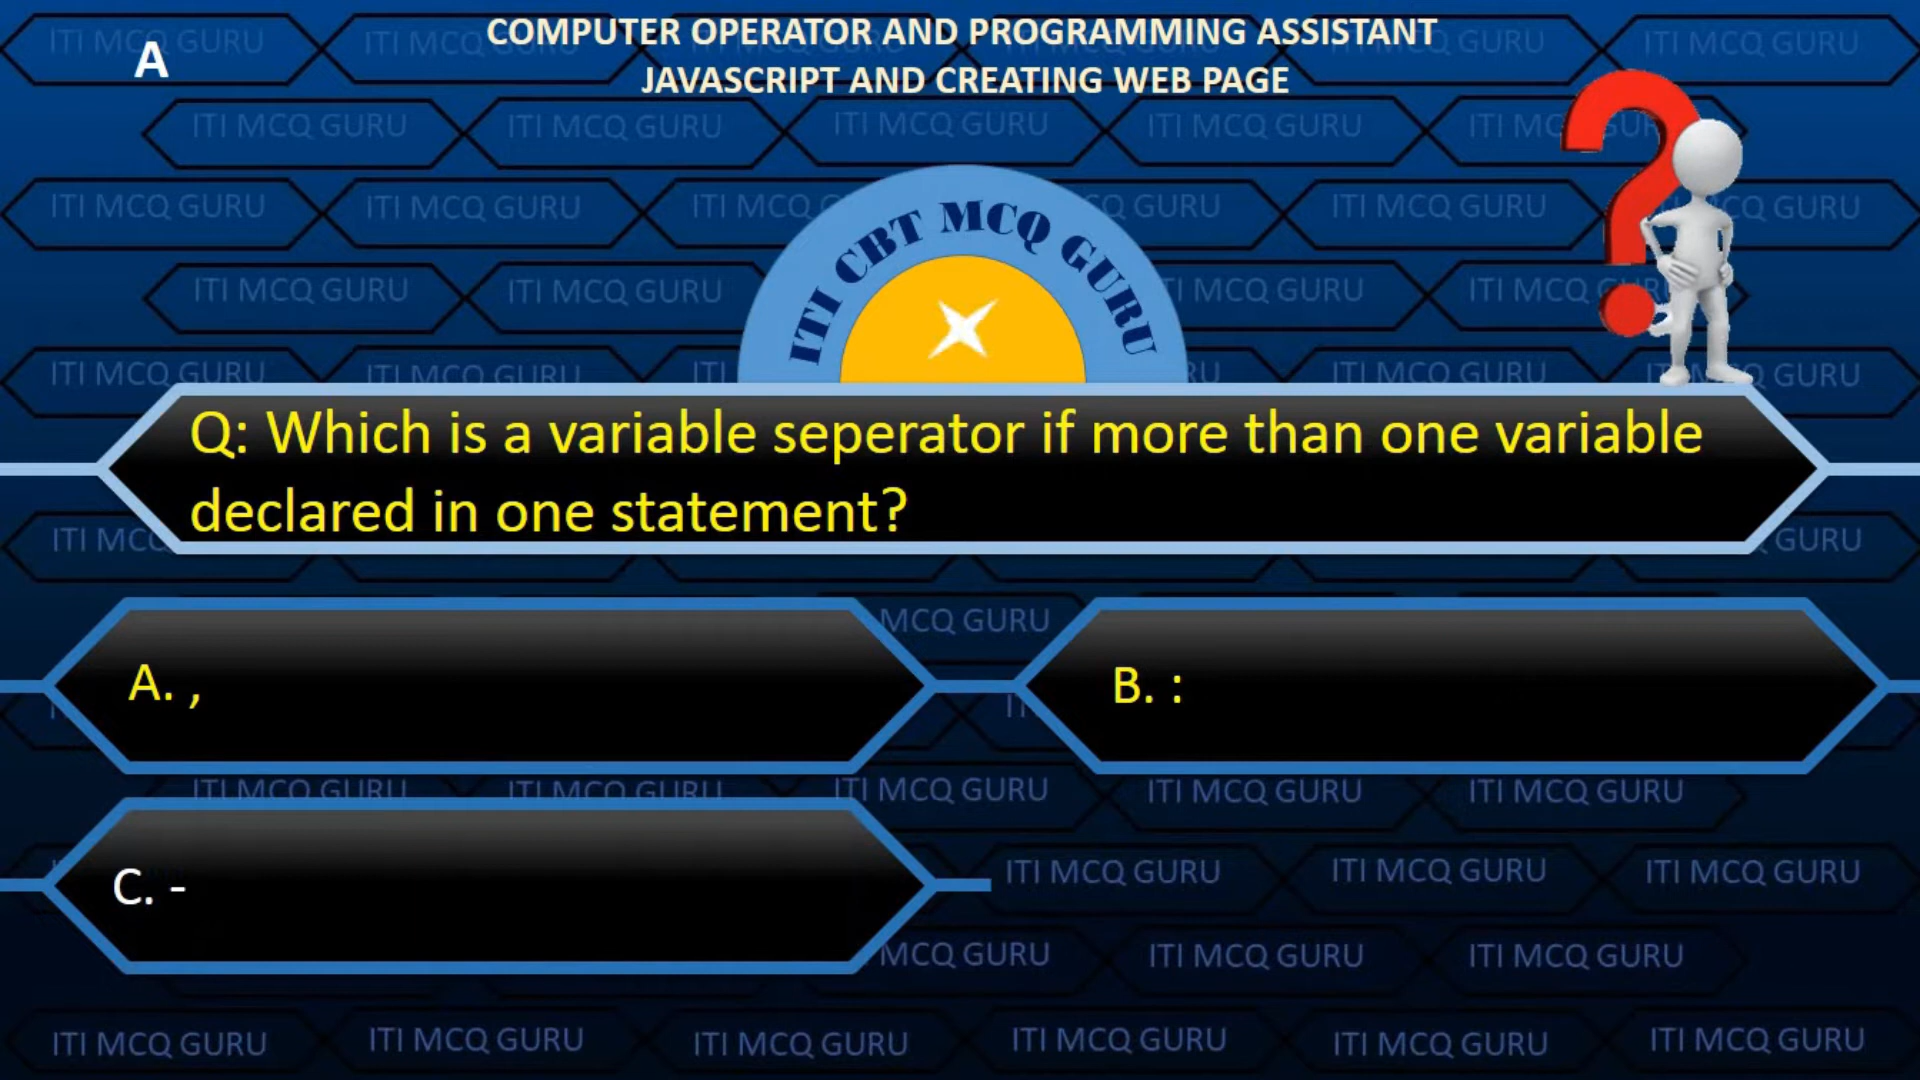 A
COMPUTER OPERATOR AND PROGRAMMING ASSISTANT
JAVASCRIPT AND CREATING WEB PAGE
ITI CBT MCQ GURU
Q: Which is a variable seperator if more than one variable
declared in one statement?
A. ,
B. :
C. -
ITI MCQ GURU